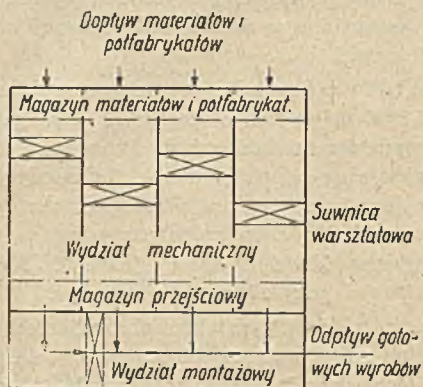 Dopływ materiałów i
półfabrykatów
Magazyn materiałów i półfabrykat.
Suwnica
warsztatowa
Wydział mechaniczny
Magazyn przejściowy
Odpływ goto-
wych wyrobów
Wydział montażowy